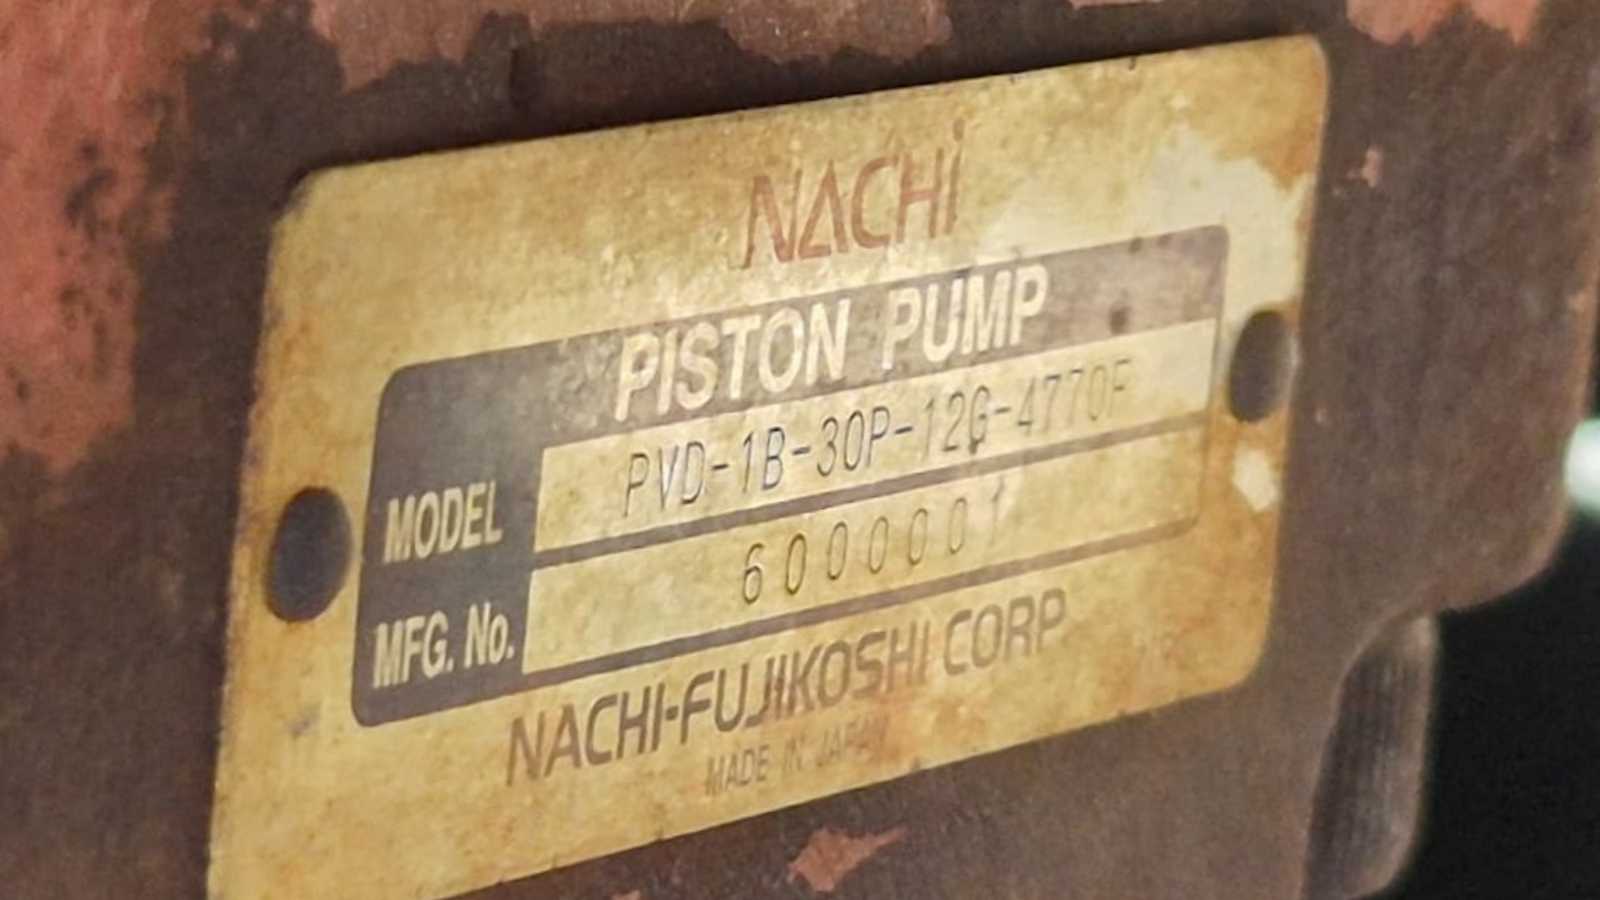 NACHi
PISTON PUMP
MODEL PVD-1B-30P-12G-4770F
MFG. No. 6000001
NACHI-FUJIKOSHI CORP
MADE IN JAPAN